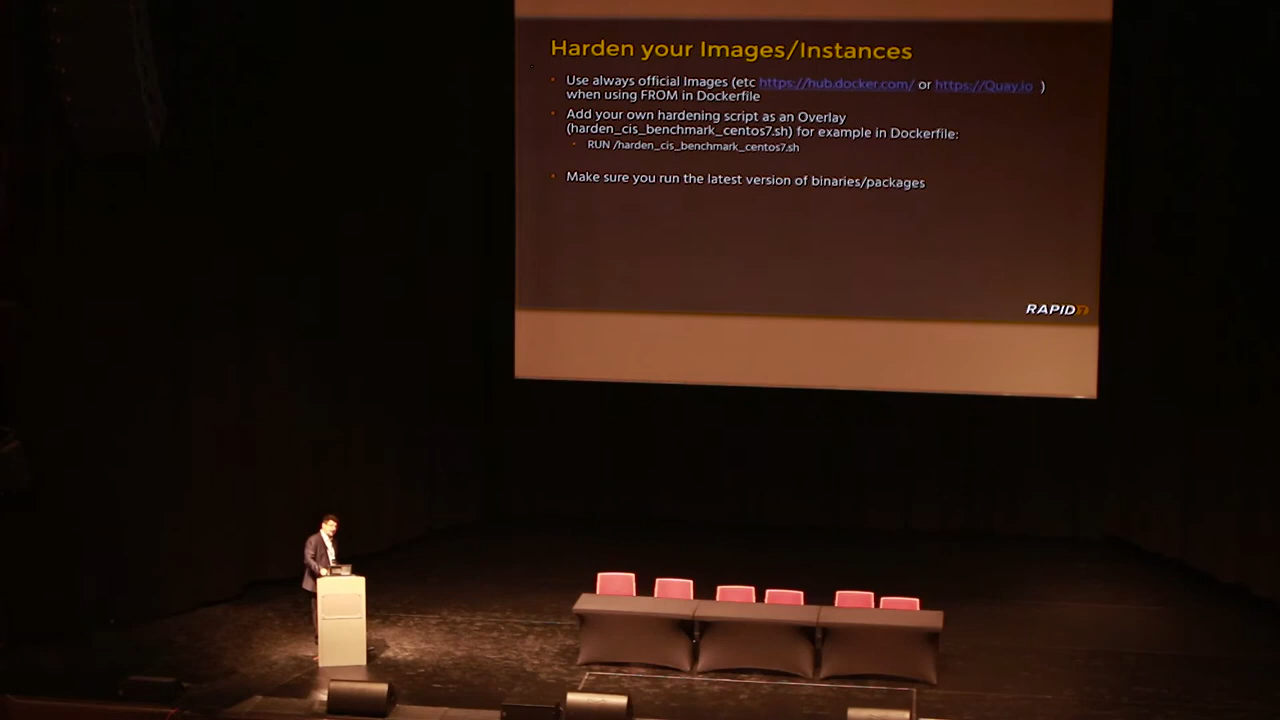 Harden your Images/Instances
Use always official Images (etc https://hub.docker.com/ or https://Quay.io )
when using FROM in Dockerfile
Add your own hardening script as an Overlay
(harden_cis_benchmark_centos7.sh) for example in Dockerfile:
RUN /harden_cis_benchmark_centos7.sh
Make sure you run the latest version of binaries/packages
RAPID7